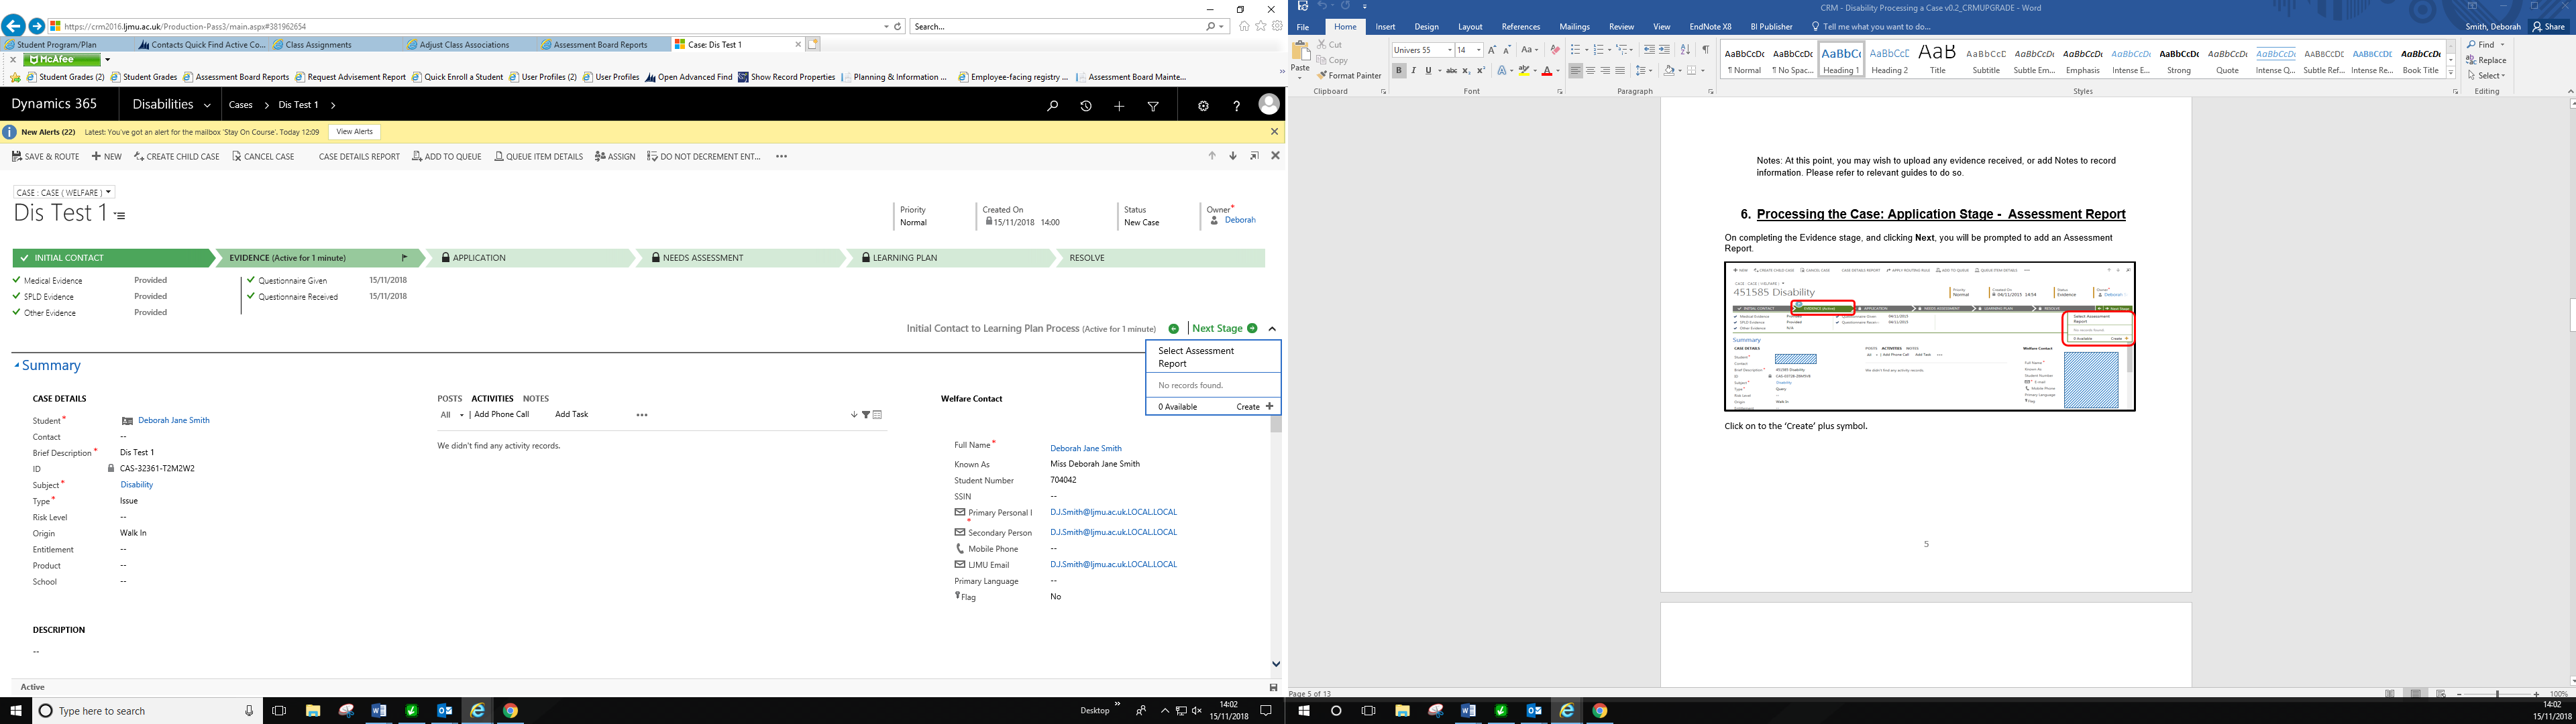 https://crm2016.ljmu.ac.uk/Production-Pass3/main.aspx#381962654
Search...
Student Program/Plan
Contacts Quick Find Active Co...
Class Assignments
Adjust Class Associations
Assessment Board Reports
Case: Dis Test 1
McAfee
Student Grades (2)
Student Grades
Assessment Board Reports
Request Advisement Report
Quick Enroll a Student
User Profiles (2)
User Profiles
Open Advanced Find
Show Record Properties
Planning & Information ...
Employee-facing registry ...
Assessment Board Mainte...
Dynamics 365
Disabilities
Cases
Dis Test 1
New Alerts (22) Latest: You've got an alert for the mailbox 'Stay On Course'. Today 12:09
View Alerts
SAVE & ROUTE
NEW
CREATE CHILD CASE
CANCEL CASE
CASE DETAILS REPORT
ADD TO QUEUE
QUEUE ITEM DETAILS
ASSIGN
DO NOT DECREMENT ENT...
CASE : CASE ( WELFARE )
Dis Test 1
Priority
Normal
Created On
15/11/2018 14:00
Status
New Case
Owner*
Deborah
INITIAL CONTACT
EVIDENCE (Active for 1 minute)
APPLICATION
NEEDS ASSESSMENT
LEARNING PLAN
RESOLVE
Medical Evidence Provided
SPLD Evidence Provided
Other Evidence Provided
Questionnaire Given 15/11/2018
Questionnaire Received 15/11/2018
Initial Contact to Learning Plan Process (Active for 1 minute)
Next Stage
Select Assessment
Report
No records found.
0 Available Create +
Summary
CASE DETAILS
Student* Deborah Jane Smith
Contact --
Brief Description* Dis Test 1
ID CAS-32361-T2M2W2
Subject* Disability
Type* Issue
Risk Level --
Origin Walk In
Entitlement --
Product --
School --
DESCRIPTION
--
POSTS ACTIVITIES NOTES
All | Add Phone Call Add Task
We didn't find any activity records.
Welfare Contact
Full Name* Deborah Jane Smith
Known As Miss Deborah Jane Smith
Student Number 704042
SSIN --
Primary Personal I D.J.Smith@ljmu.ac.uk.LOCAL.LOCAL
*
Secondary Person D.J.Smith@ljmu.ac.uk.LOCAL.LOCAL
Mobile Phone --
LJMU Email D.J.Smith@ljmu.ac.uk.LOCAL.LOCAL
Primary Language --
Flag No
Active
Type here to search
Desktop
14:02
15/11/2018
CRM - Disability Processing a Case v0.2_CRMUPGRADE - Word
Smith, Deborah
Share
File Home Insert Design Layout References Mailings Review View EndNote X8 BI Publisher Tell me what you want to do...
Paste
Cut
Copy
Format Painter
Clipboard
Univers 55 14
Font
Paragraph
¶ Normal
¶ No Spac...
Heading 1
Heading 2
Title
Subtitle
Subtle Em...
Emphasis
Intense E...
Strong
Quote
Intense Q...
Subtle Ref...
Intense Re...
Book Title
Styles
Find
Replace
Select
Editing
Notes: At this point, you may wish to upload any evidence received, or add Notes to record
information. Please refer to relevant guides to do so.
6. Processing the Case: Application Stage - Assessment Report
On completing the Evidence stage, and clicking Next, you will be prompted to add an Assessment
Report.
451585 Disability
Select Assessment
Report
No records found.
0 Available Create
Summary
Click on to the 'Create' plus symbol.
5
Page 5 of 13
100%
14:02
15/11/2018